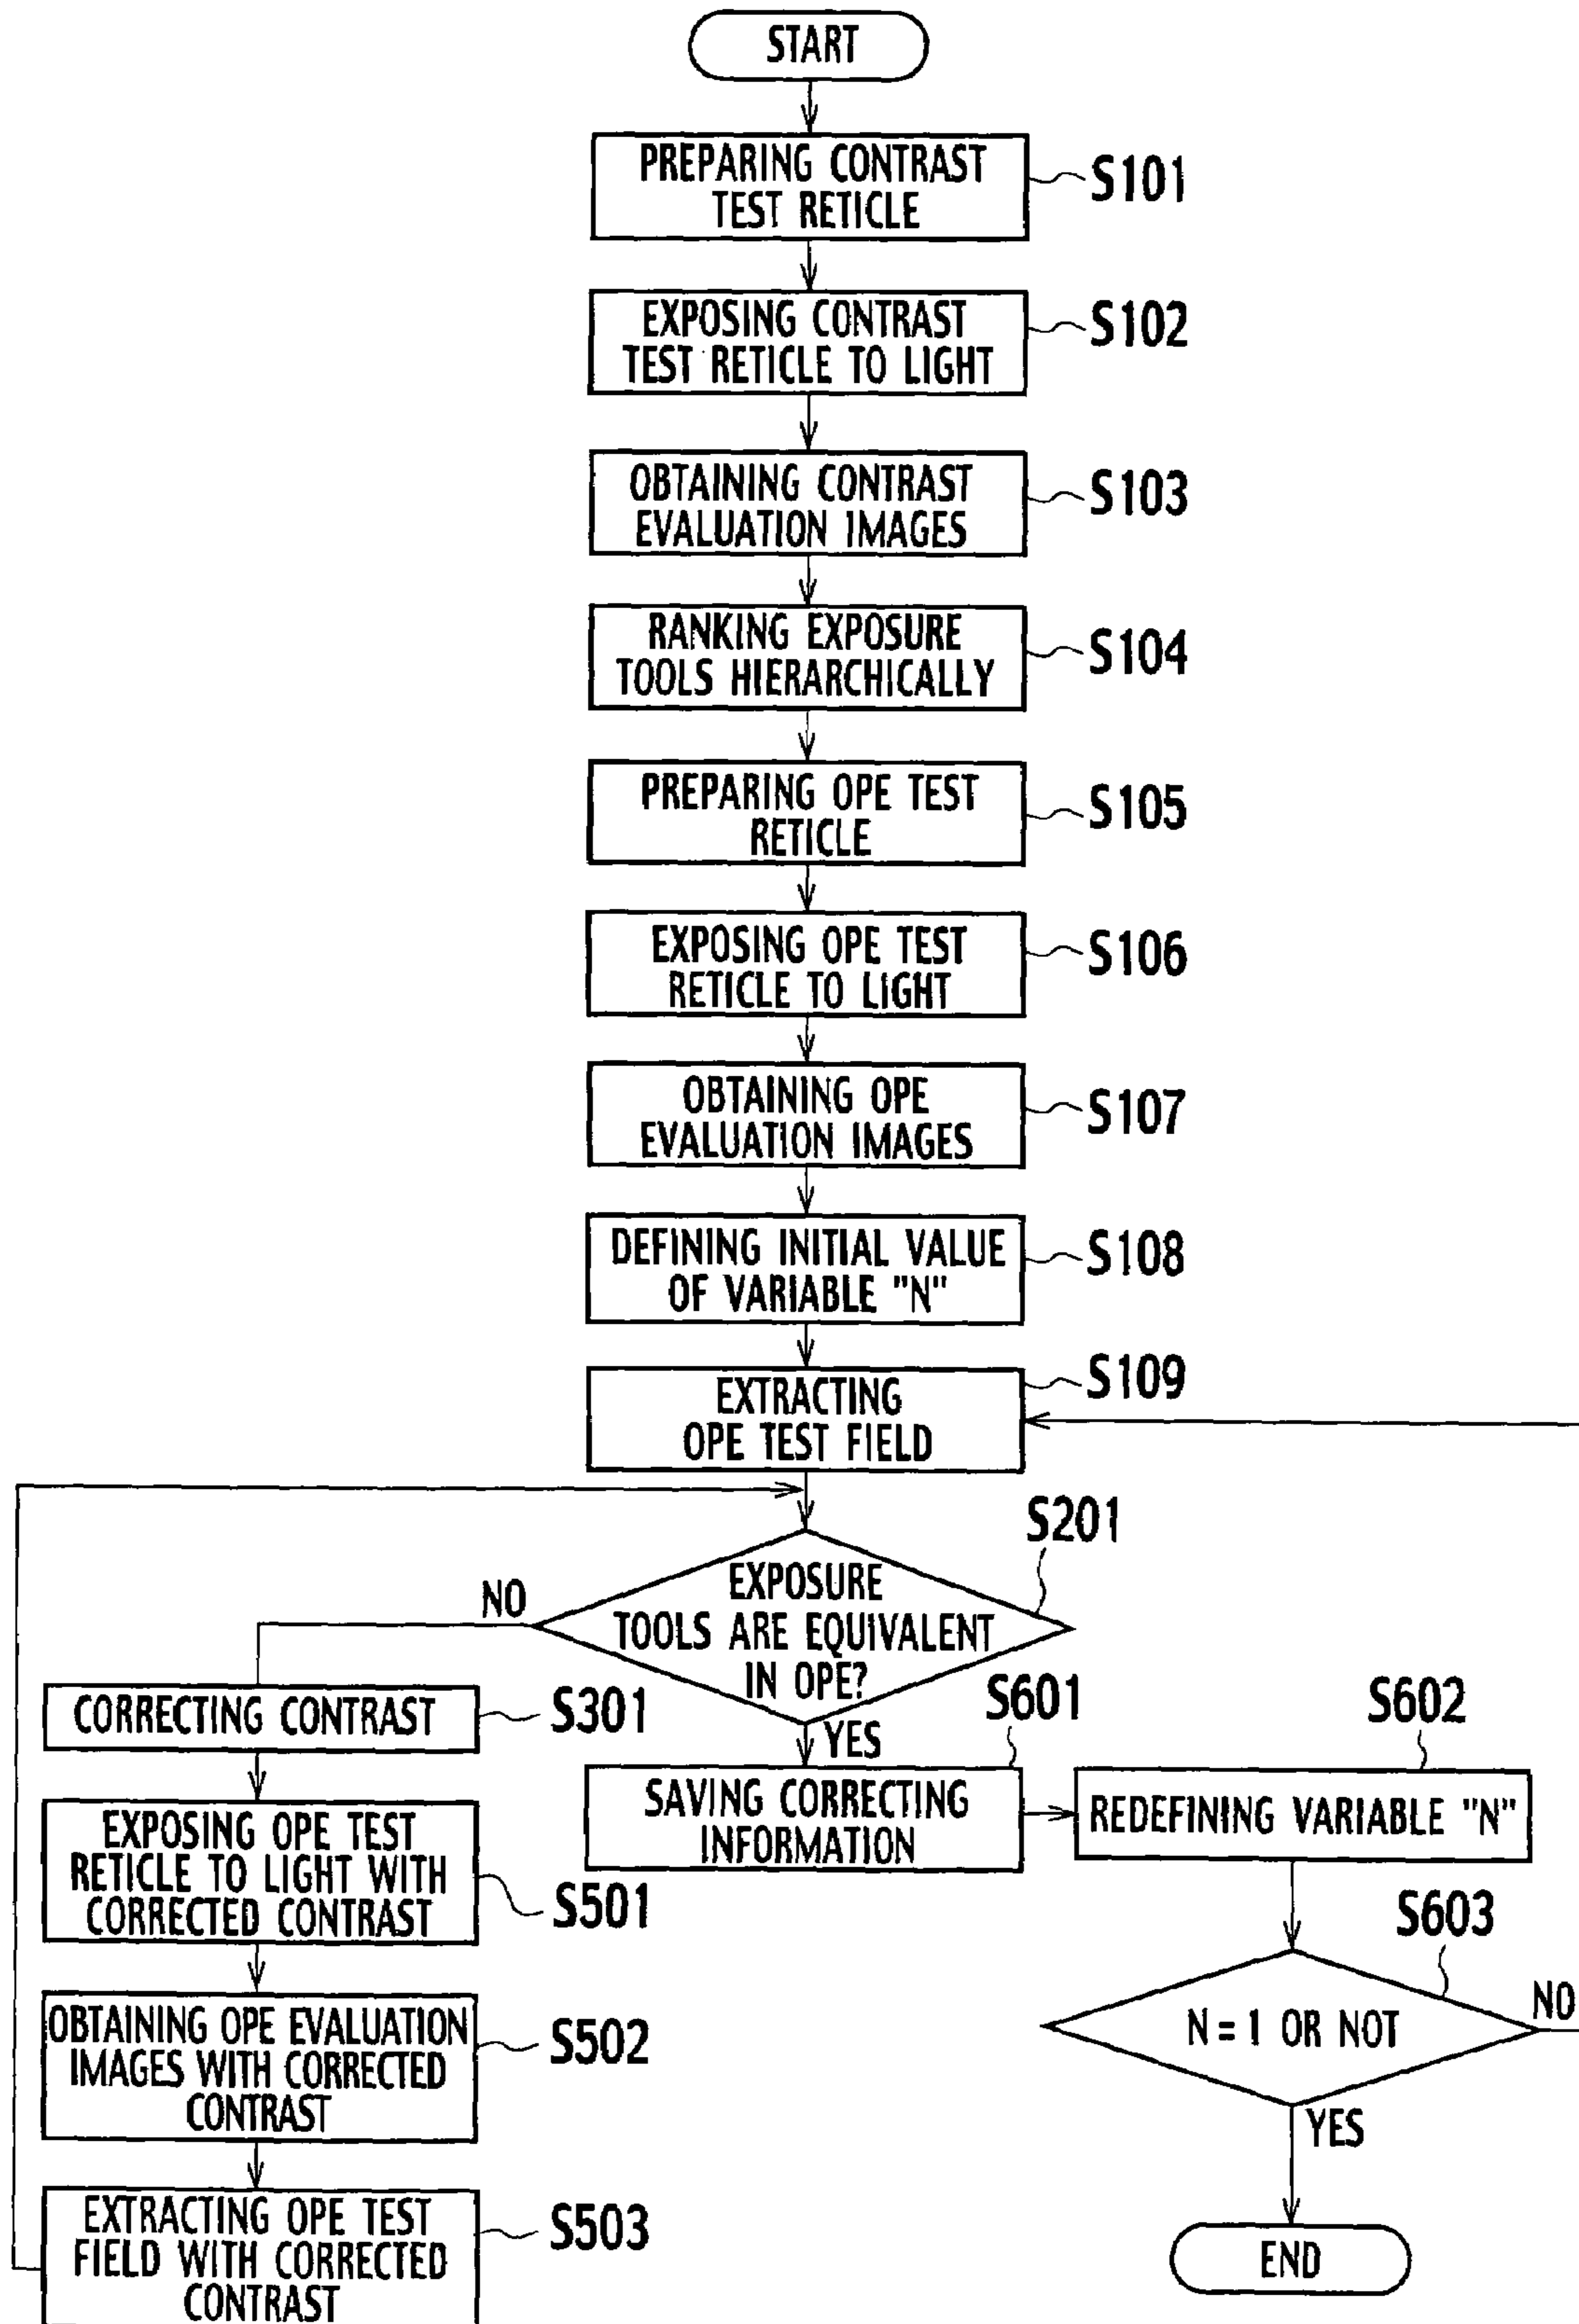 START
PREPARING CONTRAST
TEST RETICLE
S101
EXPOSING CONTRAST
TEST RETICLE TO LIGHT
S102
OBTAINING CONTRAST
EVALUATION IMAGES
S103
RANKING EXPOSURE
TOOLS HIERARCHICALLY
S104
PREPARING OPE TEST
RETICLE
S105
EXPOSING OPE TEST
RETICLE TO LIGHT
S106
OBTAINING OPE
EVALUATION IMAGES
S107
DEFINING INITIAL VALUE
OF VARIABLE "N"
S108
EXTRACTING
OPE TEST FIELD
S109
EXPOSURE
TOOLS ARE EQUIVALENT
IN OPE?
S201
NO
CORRECTING CONTRAST
S301
EXPOSING OPE TEST
RETICLE TO LIGHT WITH
CORRECTED CONTRAST
S501
OBTAINING OPE EVALUATION
IMAGES WITH CORRECTED
CONTRAST
S502
EXTRACTING OPE TEST
FIELD WITH CORRECTED
CONTRAST
S503
YES
SAVING CORRECTING
INFORMATION
S601
REDEFINING VARIABLE "N"
S602
N = 1 OR NOT
S603
NO
YES
END